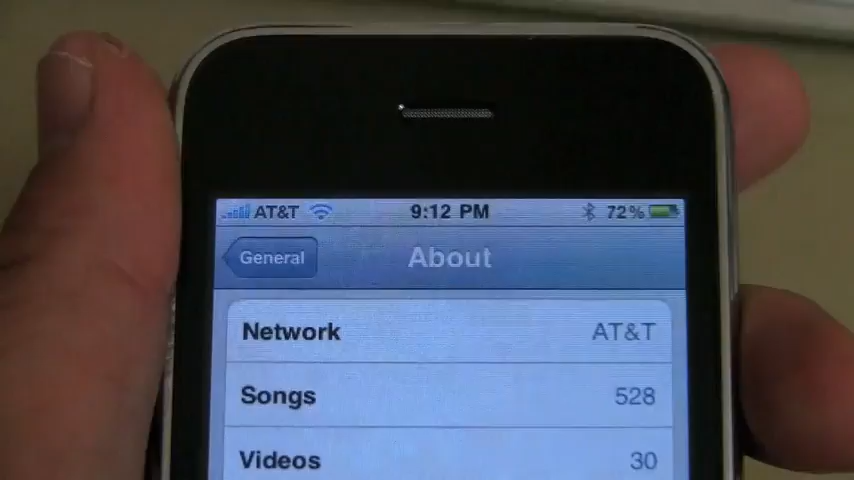 AT&T 9:12 PM 72%
General About
Network AT&T
Songs 528
Videos 30